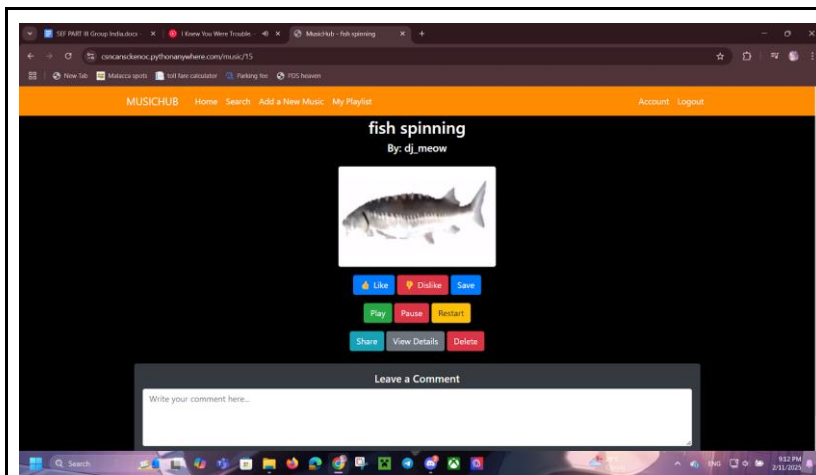 SEF PART III Group India.docx -
I Knew You Were Trouble -
MusicHub - fish spinning
csncansckenoc.pythonanywhere.com/music/15
New Tab
Malacca spots
toll fare calculator
Parking fee
PDS heaven
MUSICHUB Home Search Add a New Music My Playlist Account Logout
fish spinning
By: dj_meow
Like
Dislike
Save
Play
Pause
Restart
Share
View Details
Delete
Leave a Comment
Write your comment here...
Search
ENG
9:12 PM
2/11/2025